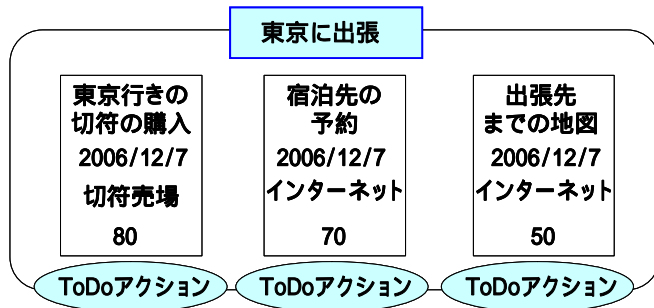 東京に出張
東京行きの
切符の購入
2006/12/7
切符売場
80
宿泊先の
予約
2006/12/7
インターネット
70
出張先
までの地図
2006/12/7
インターネット
50
ToDoアクション
ToDoアクション
ToDoアクション